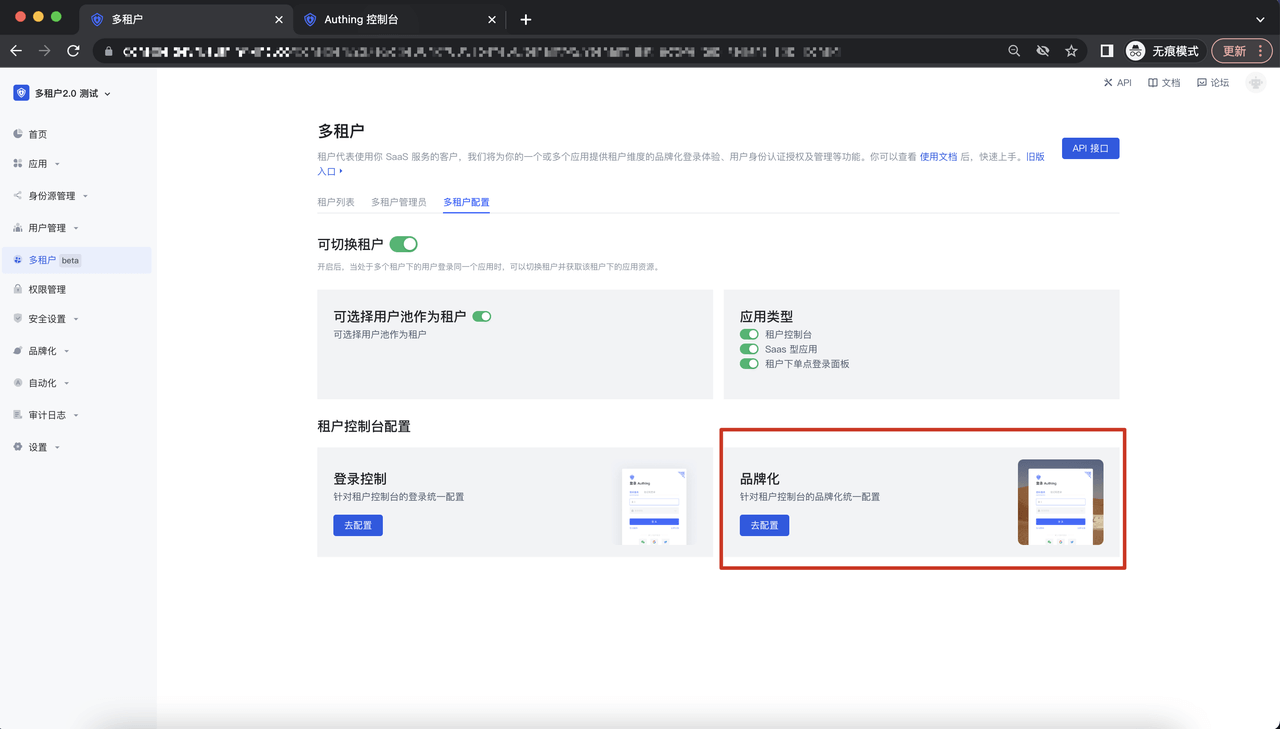 多租户
Authing 控制台
无痕模式
更新
多租户2.0 测试
API
文档
论坛
首页
应用
身份源管理
用户管理
多租户 beta
权限管理
安全设置
品牌化
自动化
审计日志
设置
多租户
租户代表使用你 SaaS 服务的客户，我们将为你的一个或多个应用提供租户维度的品牌化登录体验、用户身份认证授权及管理等功能。你可以查看 使用文档 后，快速上手。旧版
入口
API 接口
租户列表 多租户管理员 多租户配置
可切换租户
开启后，当处于多个租户下的用户登录同一个应用时，可以切换租户并获取该租户下的应用资源。
可选择用户池作为租户
可选择用户池作为租户
应用类型
租户控制台
Saas 型应用
租户下单点登录面板
租户控制台配置
登录控制
针对租户控制台的登录统一配置
去配置
登录 Authing
品牌化
针对租户控制台的品牌化统一配置
去配置
登录 Authing